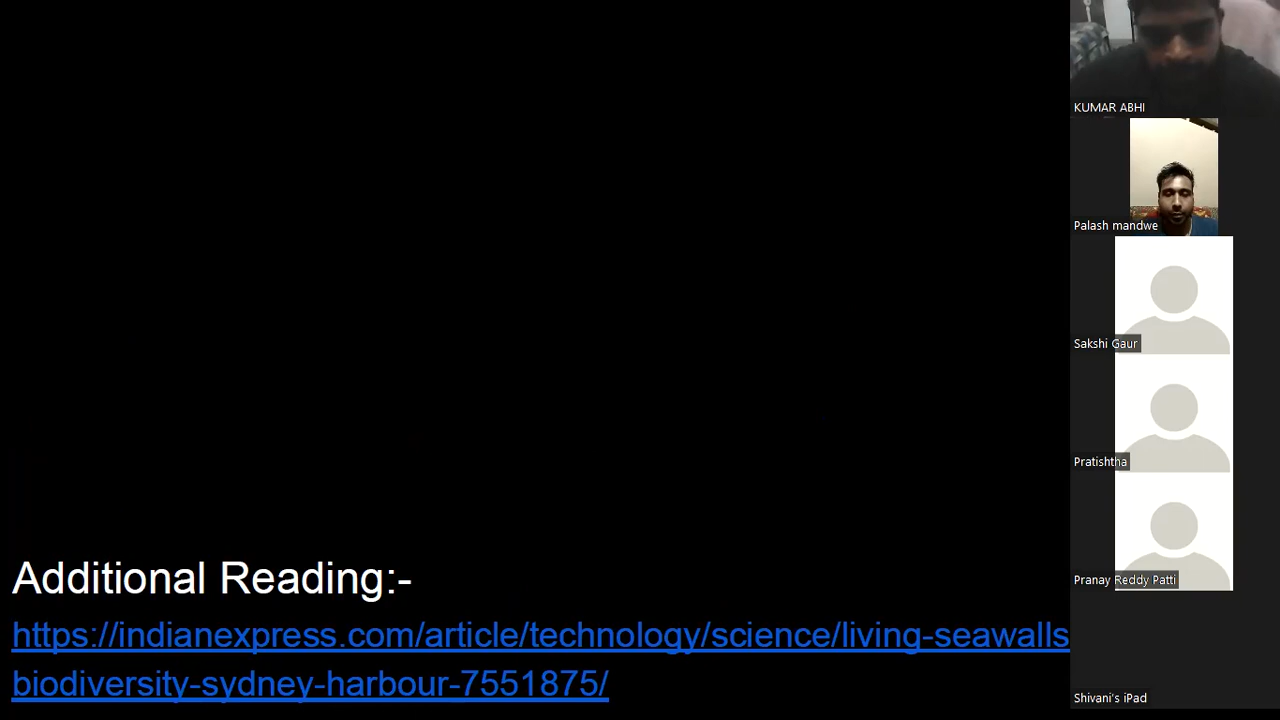 KUMAR ABHI
Palash mandwe
Sakshi Gaur
Pratishtha
Pranay Reddy Patti
Shivani's iPad
Additional Reading:-
https://indianexpress.com/article/technology/science/living-seawalls
biodiversity-sydney-harbour-7551875/